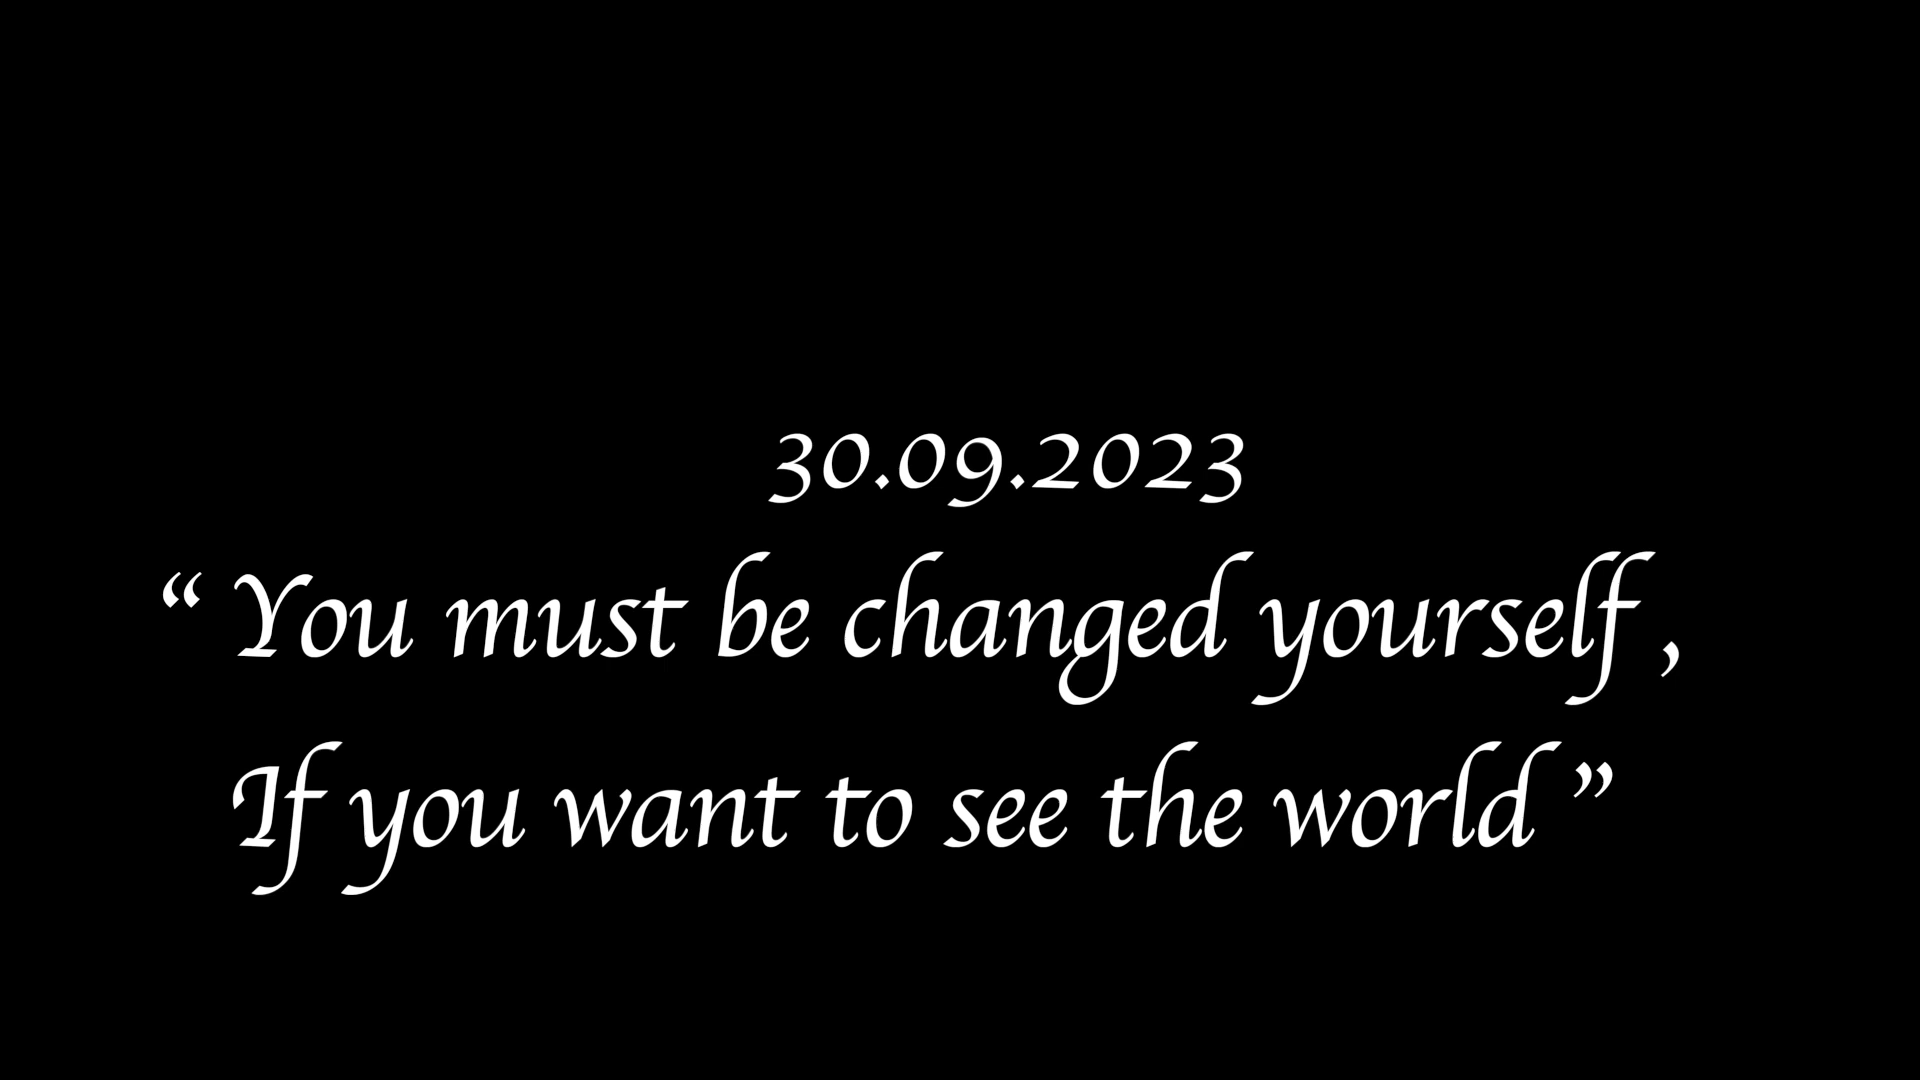 30.09.2023
“ You must be changed yourself ,
If you want to see the world ”